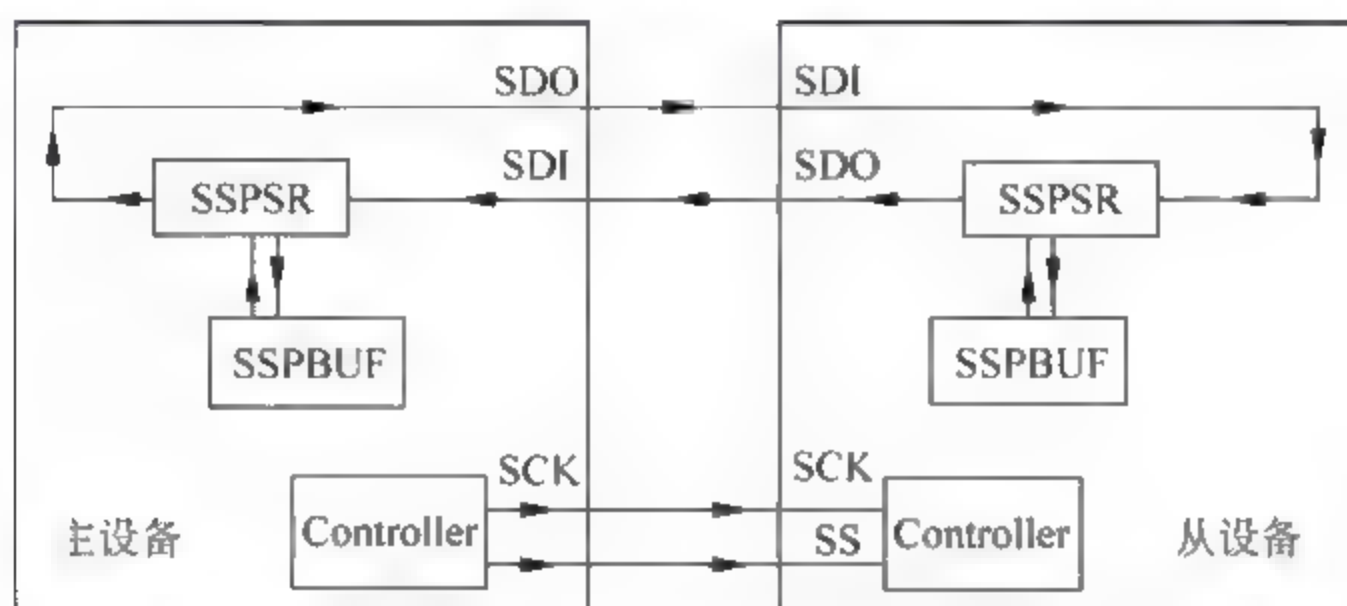 SDO SDI
SDI SDO
SSPSR SSPSR
SSPBUF SSPBUF
SCK SCK
Controller SS Controller
主设备 从设备